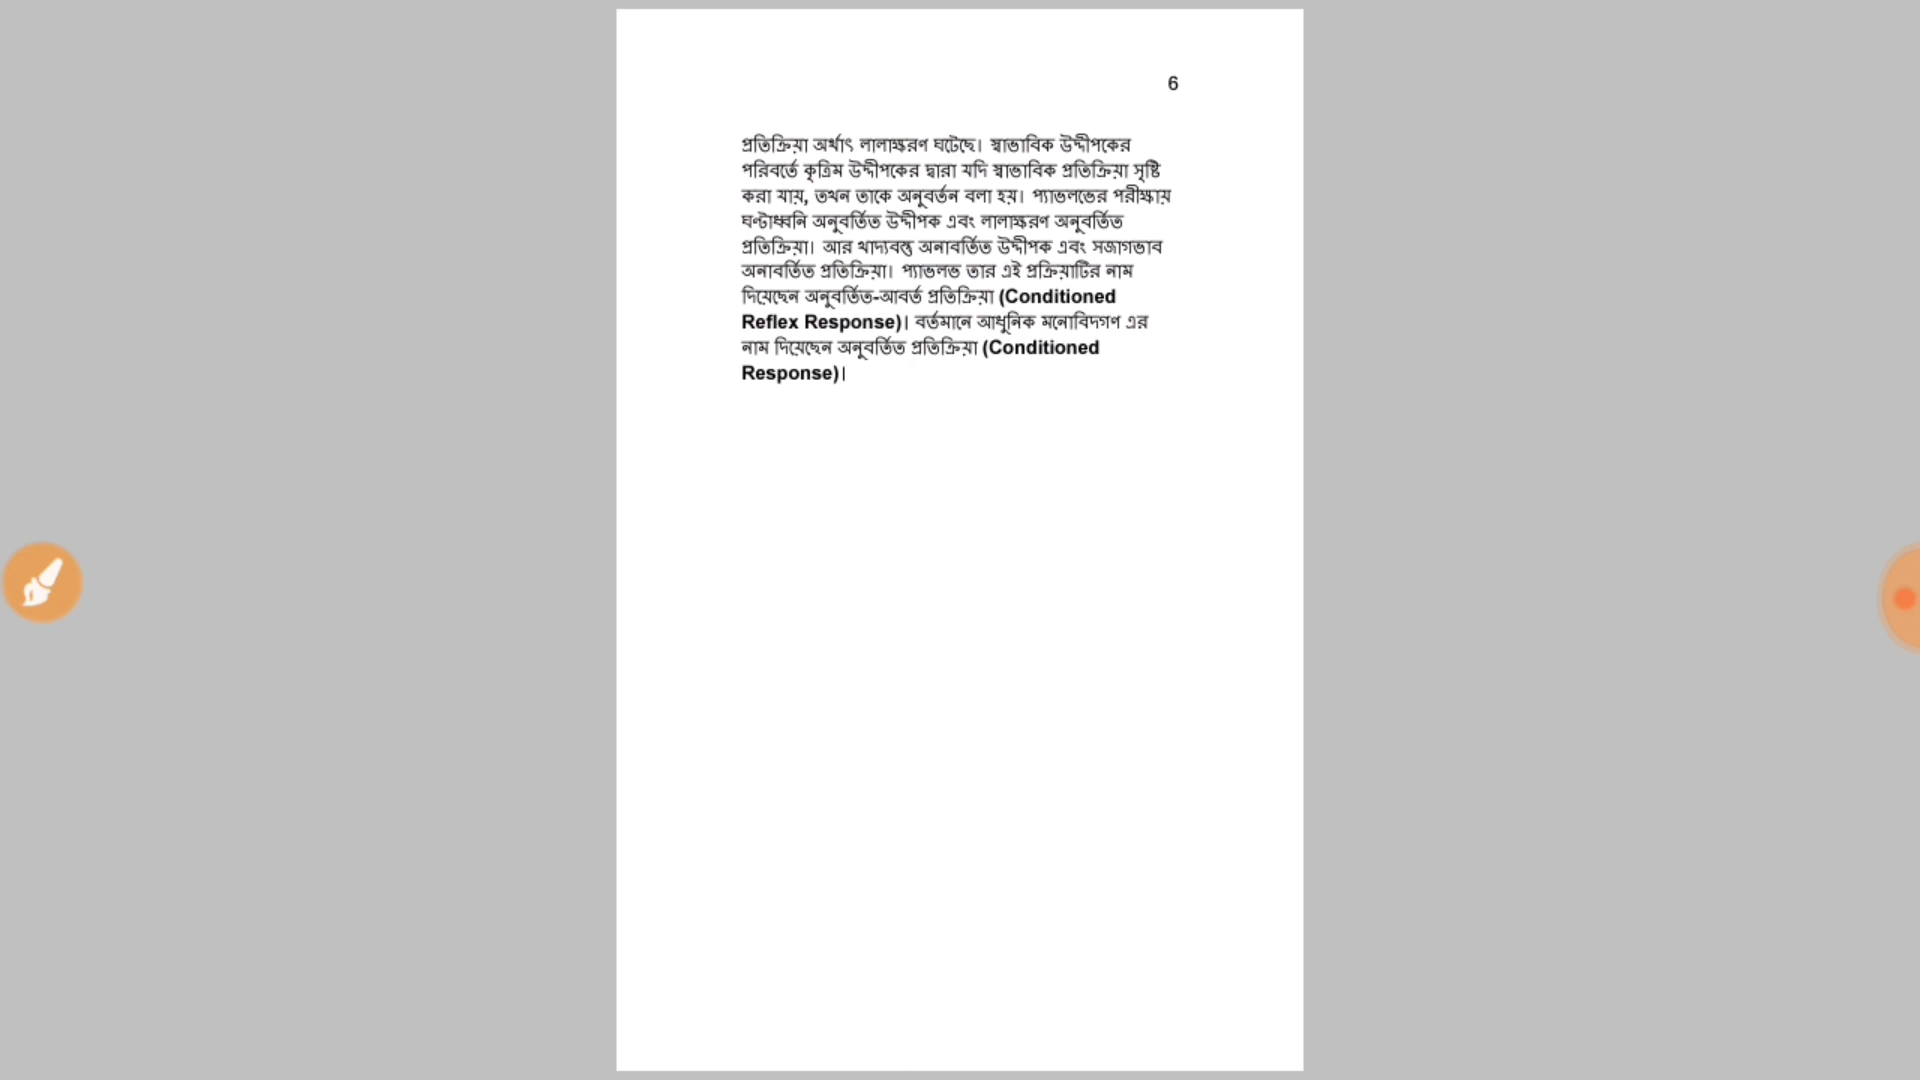 6
প্রতিক্রিয়া অর্থাৎ লালাক্ষরণ ঘটেছে। স্বাভাবিক উদ্দীপকের
পরিবর্তে কৃত্রিম উদ্দীপকের দ্বারা যদি স্বাভাবিক প্রতিক্রিয়া সৃষ্টি
করা যায়, তখন তাকে অনুবর্তন বলা হয়। প্যাভলভের পরীক্ষায়
ঘণ্টাধ্বনি অনুবর্তিত উদ্দীপক এবং লালাক্ষরণ অনুবর্তিত
প্রতিক্রিয়া। আর খাদ্যবস্তু অনাবর্তিত উদ্দীপক এবং সজাগভাব
অনাবর্তিত প্রতিক্রিয়া। প্যাভলভ তার এই প্রক্রিয়াটির নাম
দিয়েছেন অনুবর্তিত-আবর্ত প্রতিক্রিয়া (Conditioned
Reflex Response)। বর্তমানে আধুনিক মনোবিদগণ এর
নাম দিয়েছেন অনুবর্তিত প্রতিক্রিয়া (Conditioned
Response)।